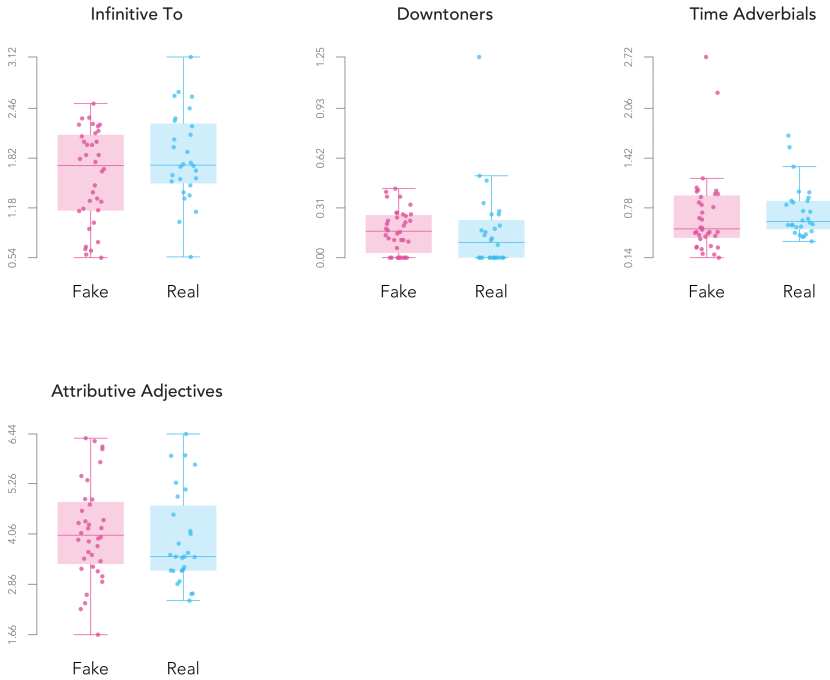 Infinitive To
3.12
2.46
1.82
1.18
0.54
Fake Real
Downtoners
1.25
0.93
0.62
0.31
0.00
Fake Real
Time Adverbials
2.72
2.06
1.42
0.78
0.14
Fake Real
Attributive Adjectives
6.44
5.26
4.06
2.86
1.66
Fake Real